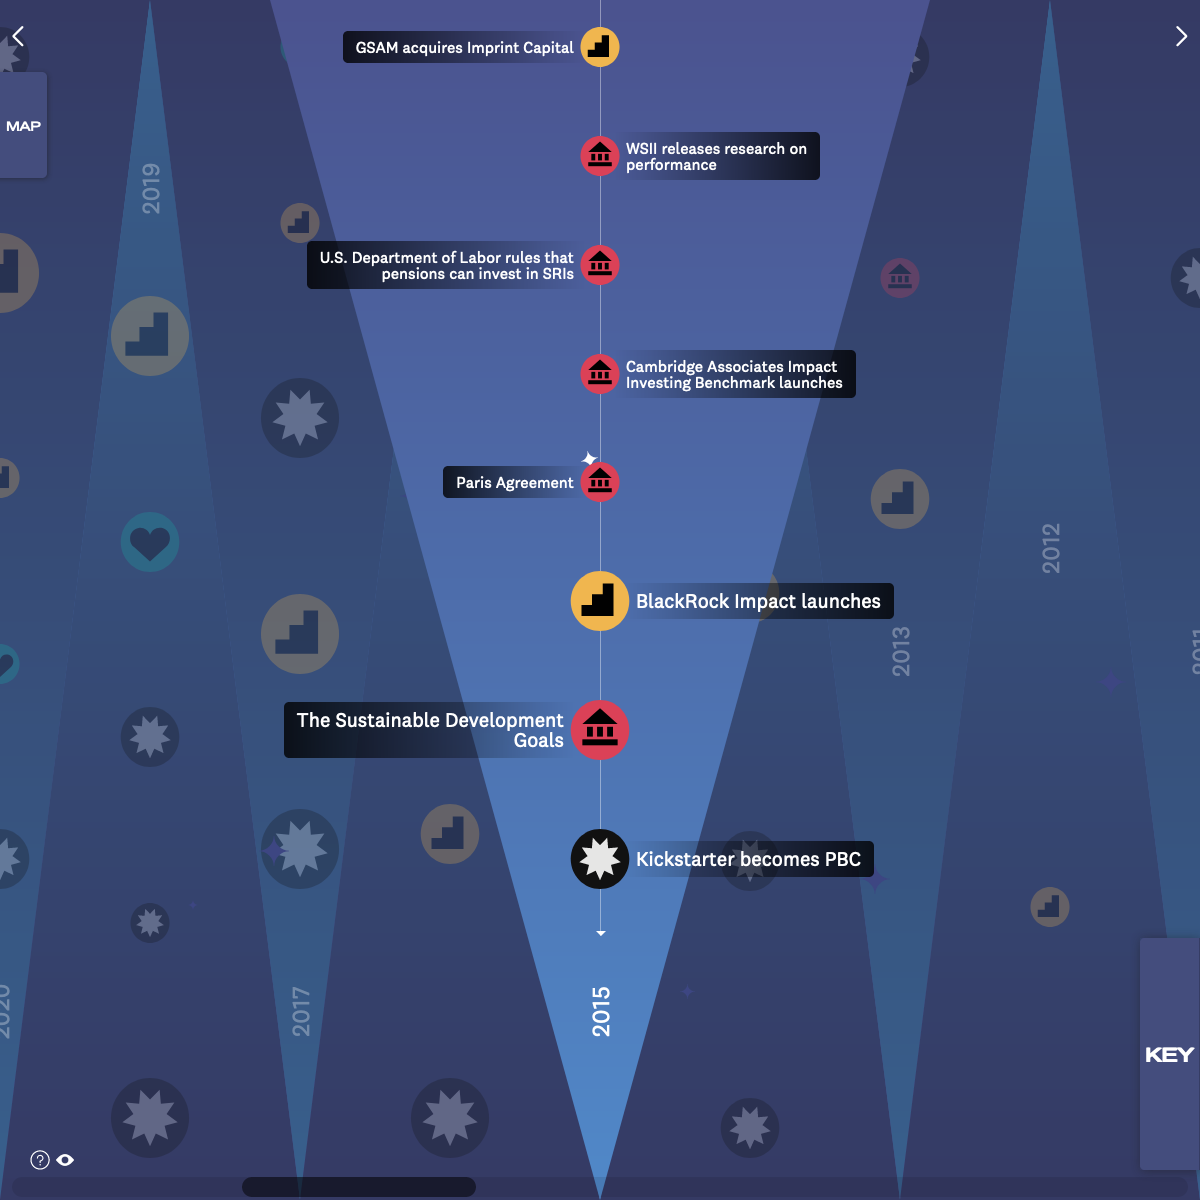 GSAM acquires Imprint Capital
MAP
WSII releases research on
performance
2019
U.S. Department of Labor rules that
pensions can invest in SRIs
Cambridge Associates Impact
Investing Benchmark launches
Paris Agreement
2012
BlackRock Impact launches
2013
2011
The Sustainable Development
Goals
Kickstarter becomes PBC
2020
2017
2015
KEY
?